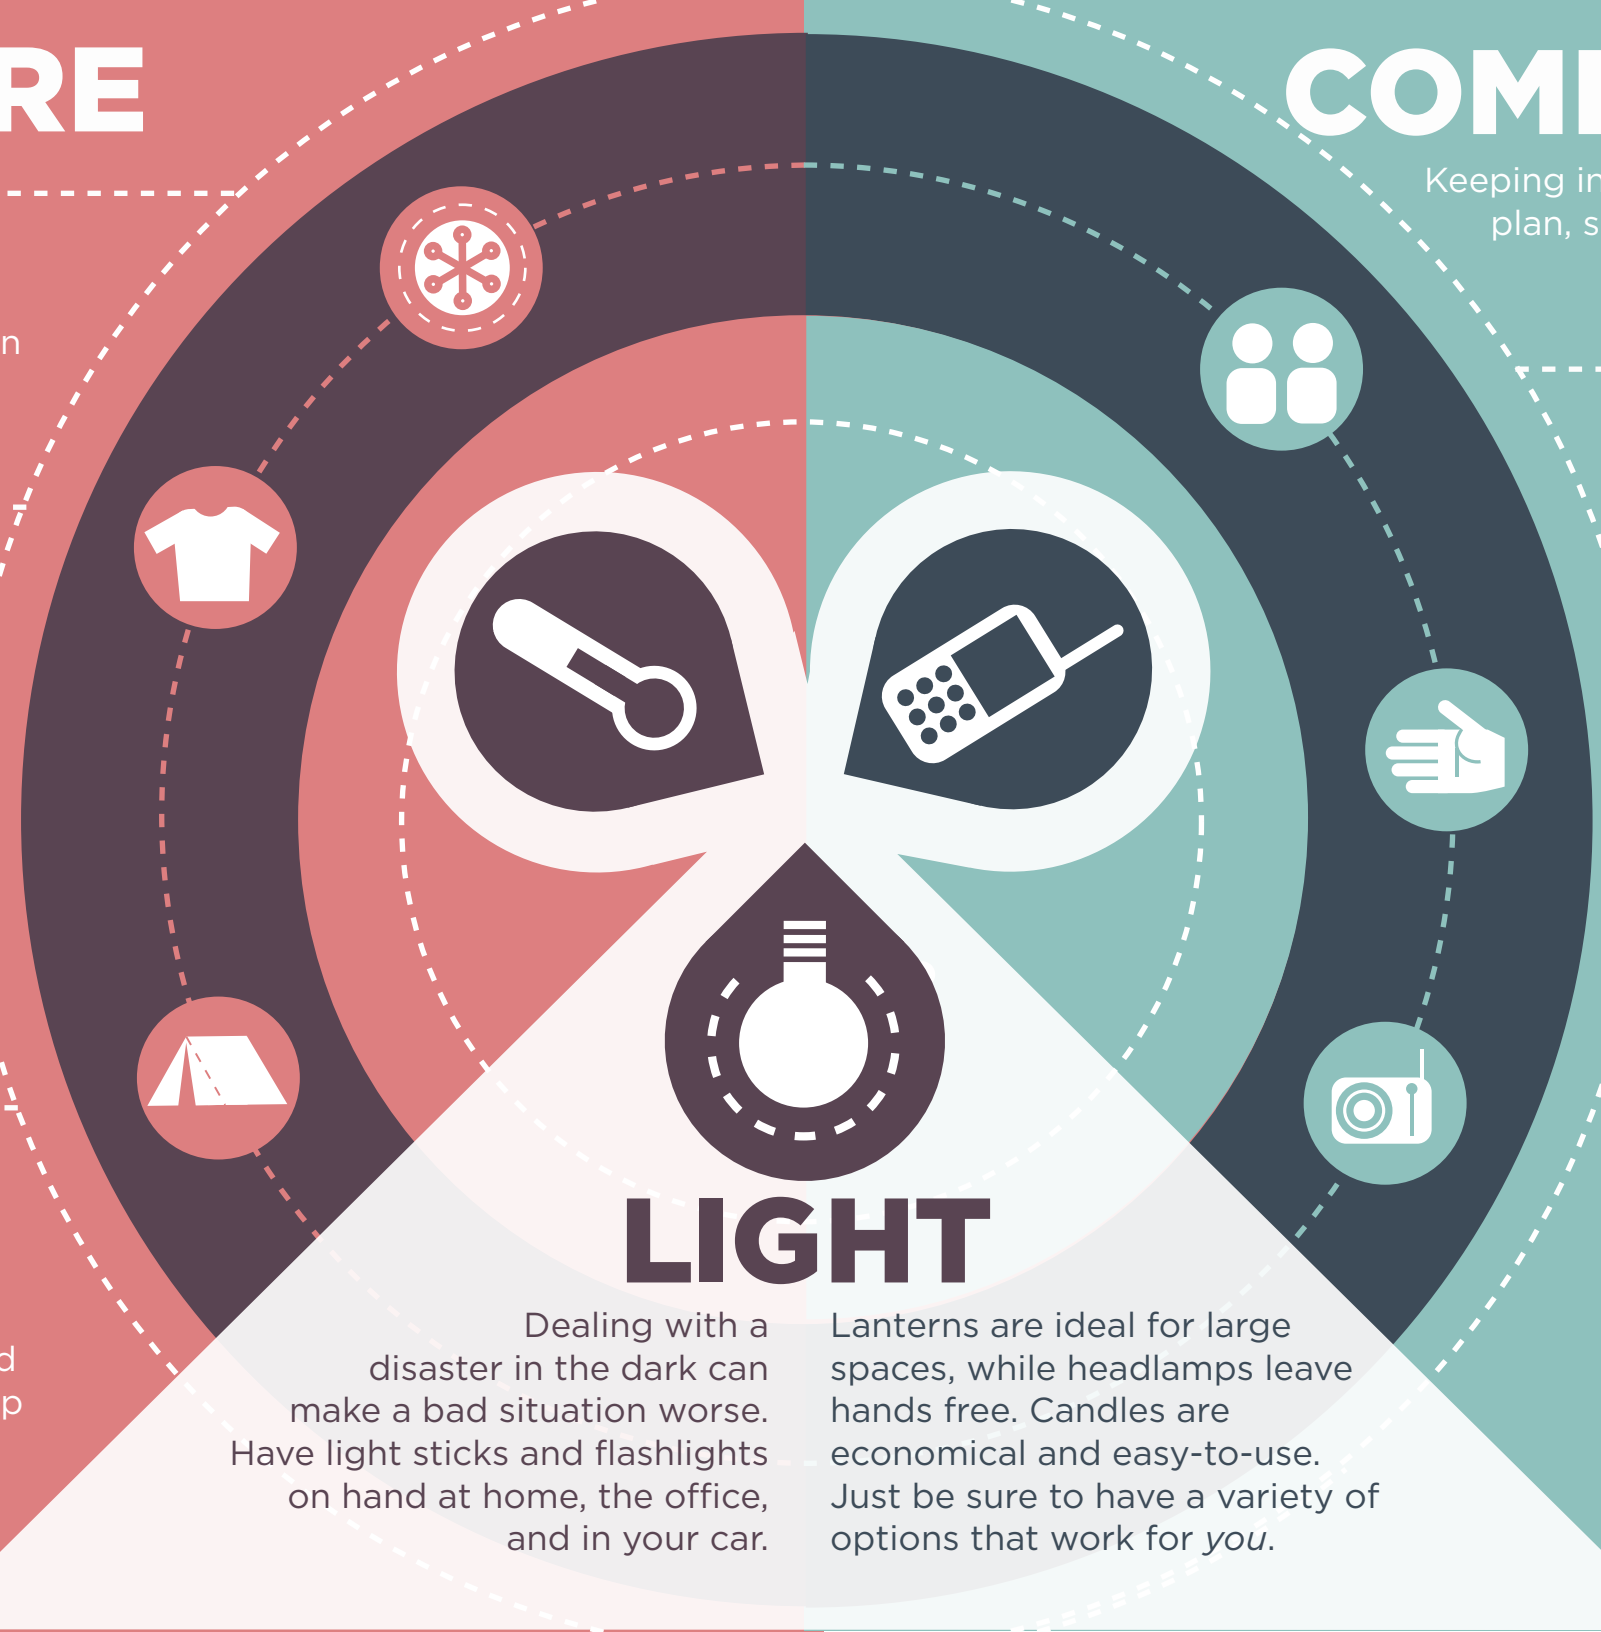 RE
COM
Keeping in
plan, s
n
d
p
LIGHT
Dealing with a
disaster in the dark can
make a bad situation worse.
Have light sticks and flashlights
on hand at home, the office,
and in your car.
Lanterns are ideal for large
spaces, while headlamps leave
hands free. Candles are
economical and easy-to-use.
Just be sure to have a variety of
options that work for you.